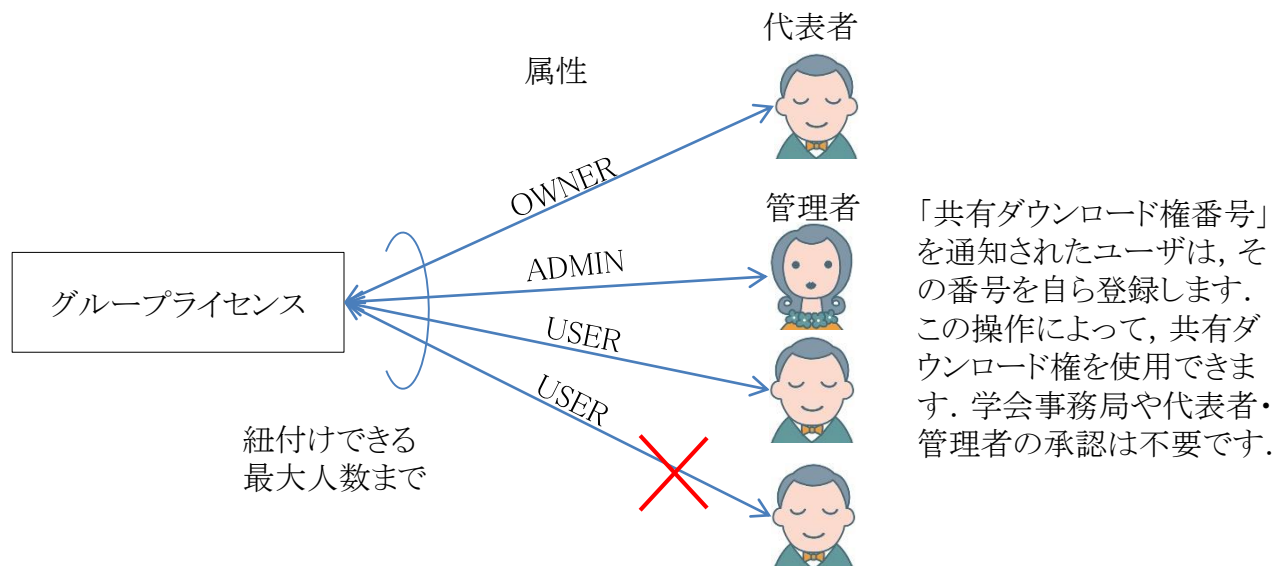 代表者
属性
OWNER
管理者
ADMIN
グループライセンス
USER
USER
紐付けできる
最大人数まで
「共有ダウンロード権番号」
を通知されたユーザは, そ
の番号を自ら登録します.
この操作によって, 共有ダ
ウンロード権を使用できま
す. 学会事務局や代表者・
管理者の承認は不要です.